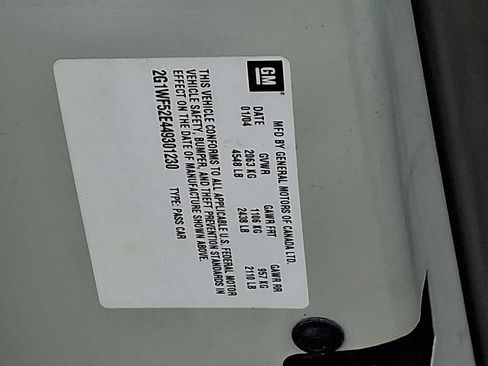 GM
MFD BY GENERAL MOTORS OF CANADA LTD.
DATE GVWR GAWR FRT GAWR RR
01/04 2063 KG 1106 KG 957 KG
4548 LB 2438 LB 2110 LB
THIS VEHICLE CONFORMS TO ALL APPLICABLE U.S. FEDERAL MOTOR
VEHICLE SAFETY, BUMPER, AND THEFT PREVENTION STANDARDS IN
EFFECT ON THE DATE OF MANUFACTURE SHOWN ABOVE.
2G1WF52E449301230 TYPE: PASS CAR